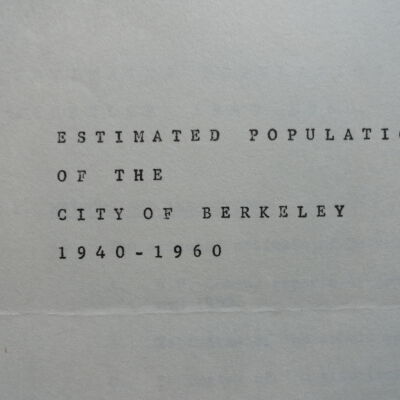 ESTIMATED POPULATI
OF THE
CITY OF BERKELEY
1940-1960